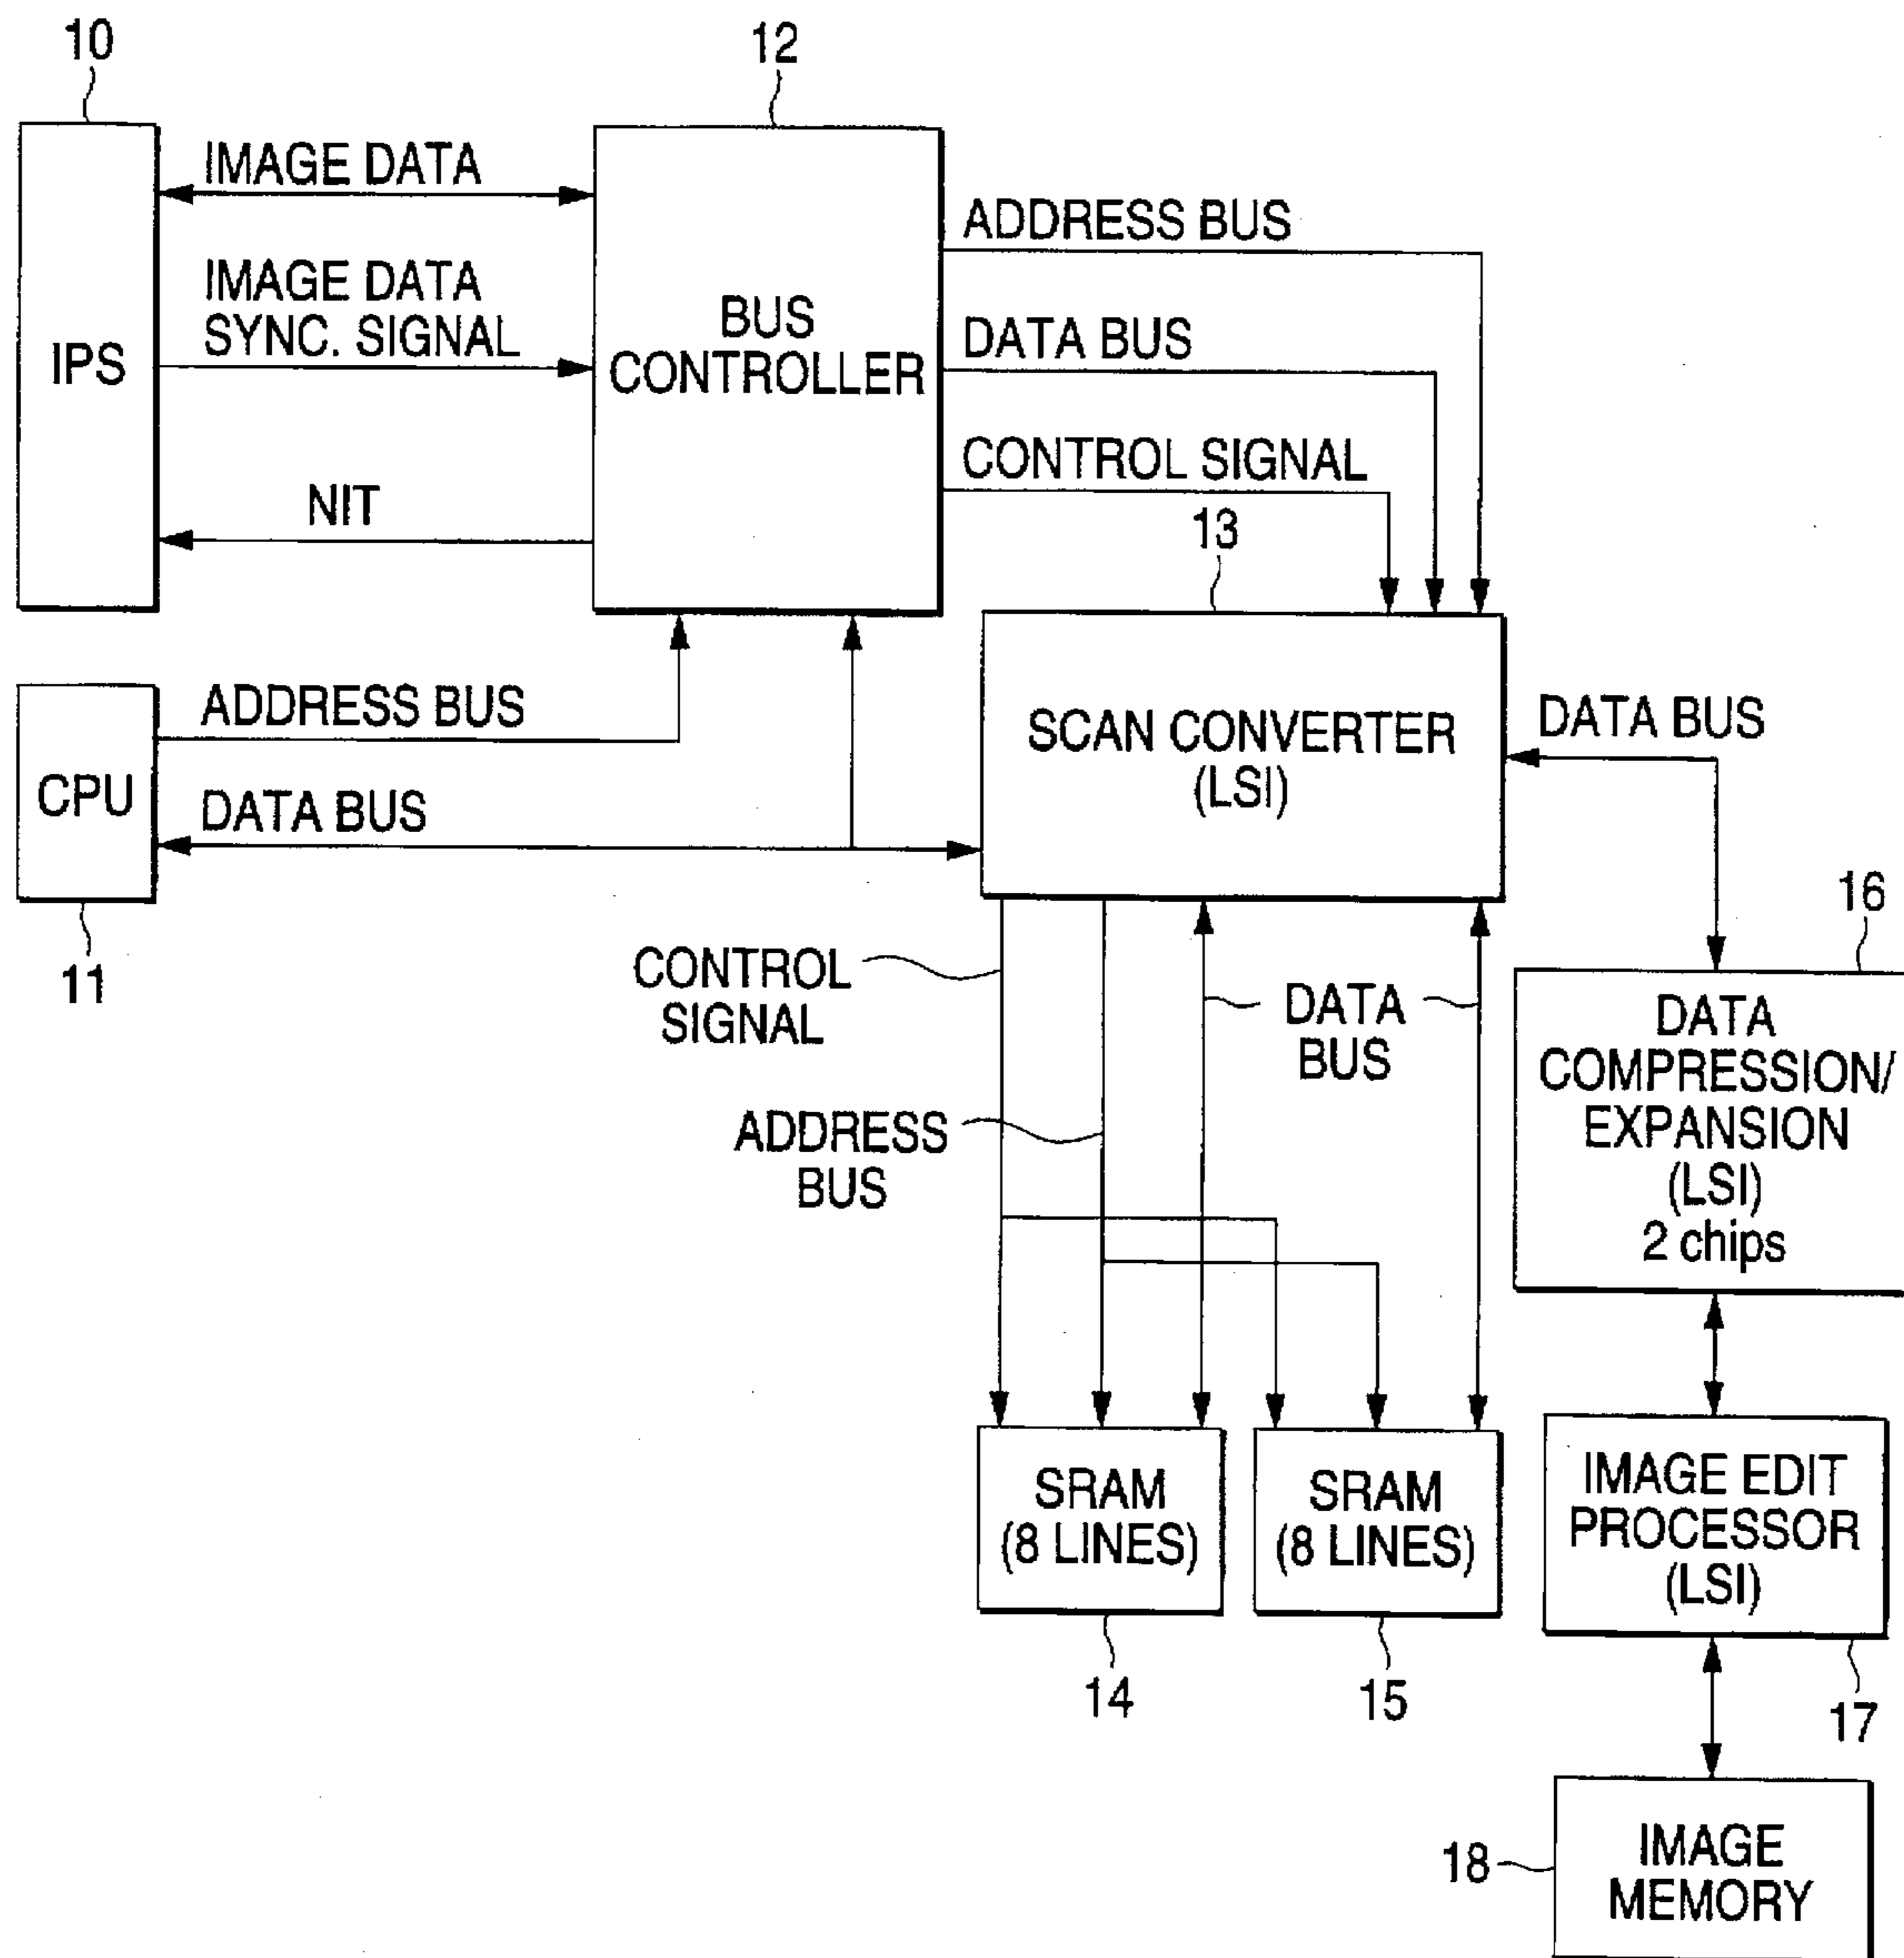 10
12
IMAGE DATA
ADDRESS BUS
IMAGE DATA
SYNC. SIGNAL
IPS
BUS
CONTROLLER
DATA BUS
CONTROL SIGNAL
NIT
13
ADDRESS BUS
CPU
DATA BUS
11
SCAN CONVERTER
(LSI)
DATA BUS
16
CONTROL
SIGNAL
DATA
BUS
ADDRESS
BUS
DATA
COMPRESSION/
EXPANSION
(LSI)
2 chips
SRAM
(8 LINES)
SRAM
(8 LINES)
IMAGE EDIT
PROCESSOR
(LSI)
14
15
17
18
IMAGE
MEMORY